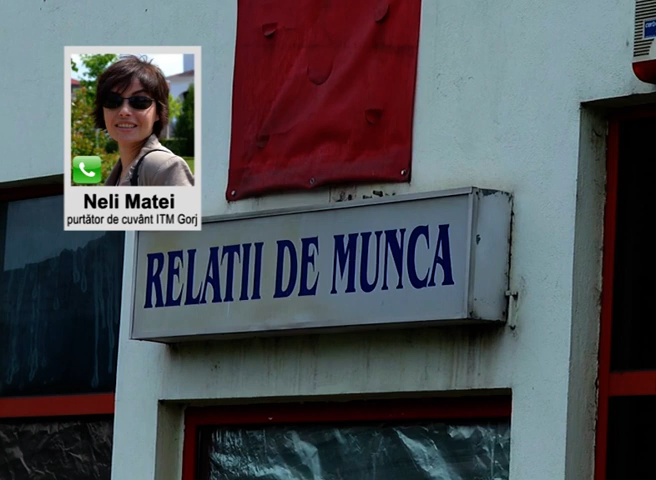 Neli Matei
purtător de cuvânt ITM Gorj
RELATII DE MUNCA